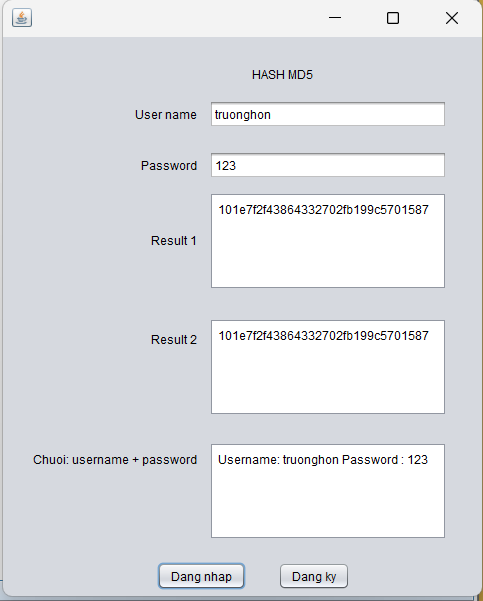 HASH MD5
User name truonghon
Password 123
Result 1 101e7f2f43864332702fb199c5701587
Result 2 101e7f2f43864332702fb199c5701587
Chuoi: username + password Username: truonghon Password : 123
Dang nhap Dang ky